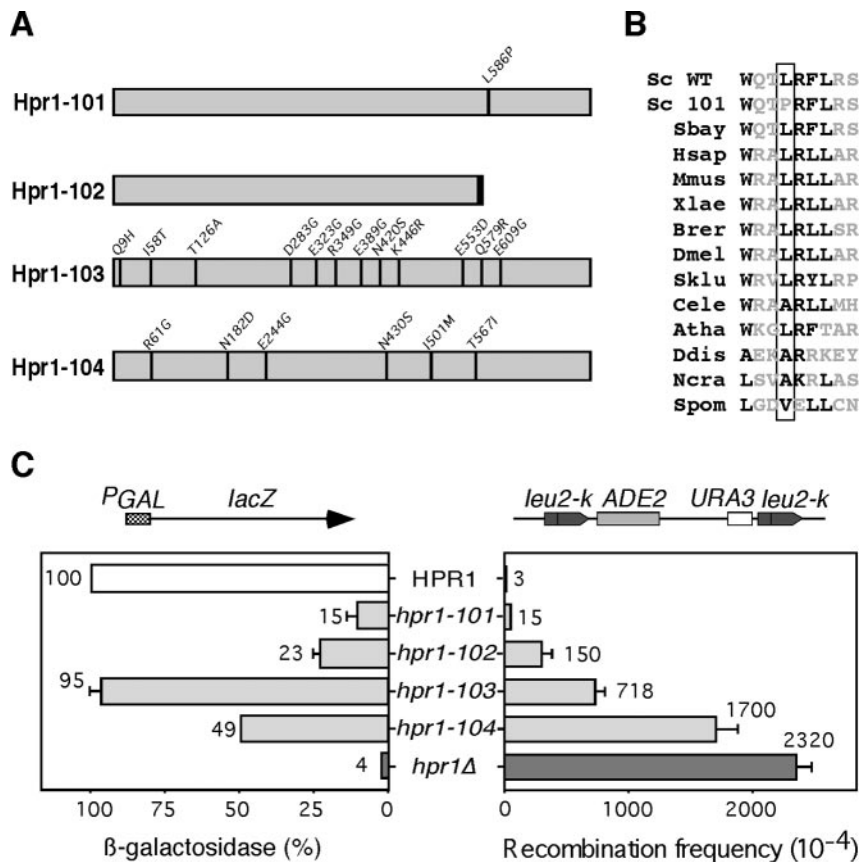 A
B
L586P
Hpr1-101
Hpr1-102
Q9H I58T T126A D283G E323G R349G E389G N420S K446R E553D Q579R E609G
Hpr1-103
R61G N182D E244G N430S I501M T567I
Hpr1-104
Sc WT WQTLRFLRS
Sc 101 WQTPRFLRS
Sbay WQTLRFLRS
Hsap WRALRLLAR
Mmus WRALRLLAR
Xlae WRALRLLAR
Brer WRALRLLSR
Dmel WRALRLLAR
Sklu WRVLRYLRP
Cele WRAARLLMH
Atha WKGLRFTAR
Ddis AEKARRKEY
Ncra LSVAKRLAS
Spom LGDVELLCN
C
PGAL lacZ
leu2-k ADE2 URA3 leu2-k
100 HPR1 3
15 hpr1-101 15
23 hpr1-102 150
95 hpr1-103 718
49 hpr1-104 1700
4 hpr1Δ 2320
100 75 50 25 0
0 1000 2000
ß-galactosidase (%)
Recombination frequency (10⁻⁴)